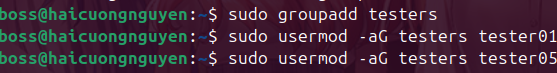 boss@haicuongnguyen:~$ sudo groupadd testers
boss@haicuongnguyen:~$ sudo usermod -aG testers tester01
boss@haicuongnguyen:~$ sudo usermod -aG testers tester05